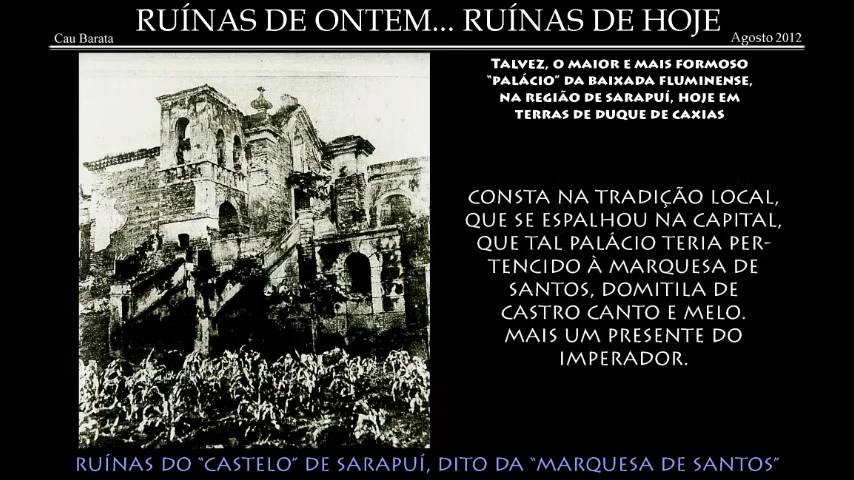 RUÍNAS DE ONTEM... RUÍNAS DE HOJE
Cau Barata
Agosto 2012
TALVEZ, O MAIOR E MAIS FORMOSO
"PALÁCIO" DA BAIXADA FLUMINENSE,
NA REGIÃO DE SARAPUÍ, HOJE EM
TERRAS DE DUQUE DE CAXIAS
CONSTA NA TRADIÇÃO LOCAL,
QUE SE ESPALHOU NA CAPITAL,
QUE TAL PALÁCIO TERIA PER-
TENCIDO À MARQUESA DE
SANTOS, DOMITILA DE
CASTRO CANTO E MELO.
MAIS UM PRESENTE DO
IMPERADOR.
RUÍNAS DO "CASTELO" DE SARAPUÍ, DITO DA "MARQUESA DE SANTOS"